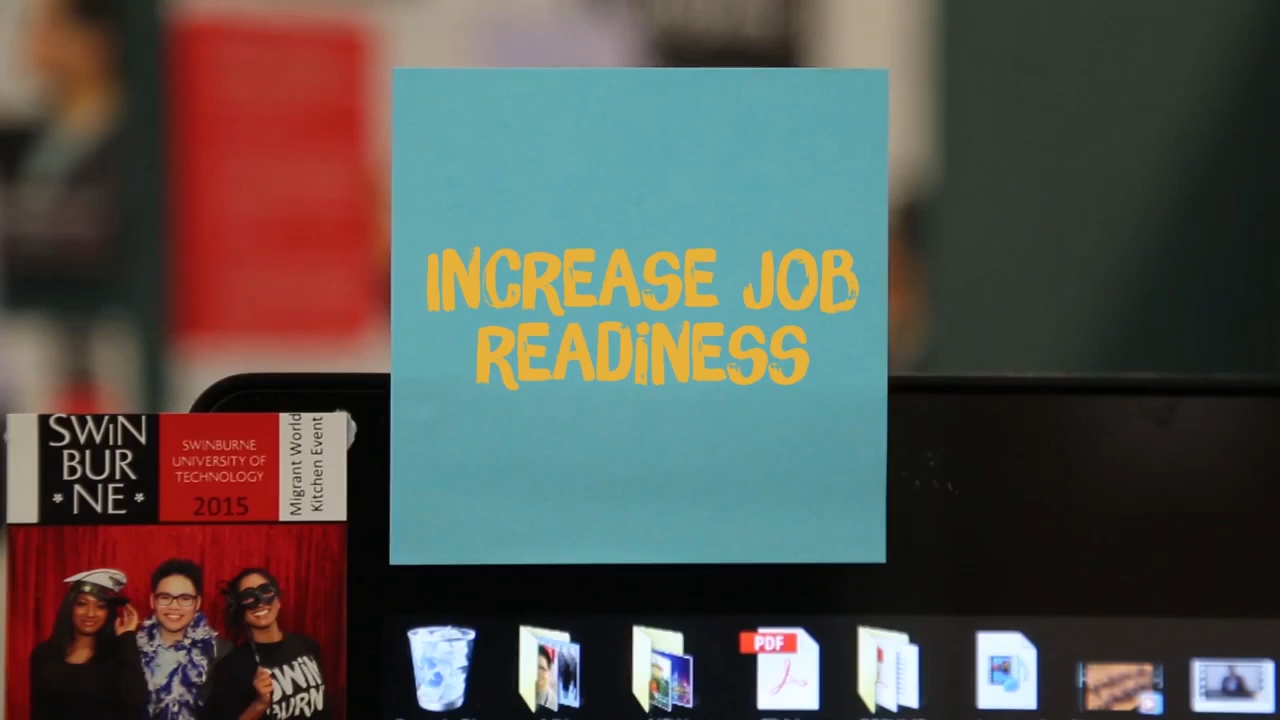 INCREASE JOB
READINESS
SWIN
BUR
NE
SWINBURNE
UNIVERSITY OF
TECHNOLOGY
2015
Migrant World
Kitchen Event
PDF
SWIN
BURN